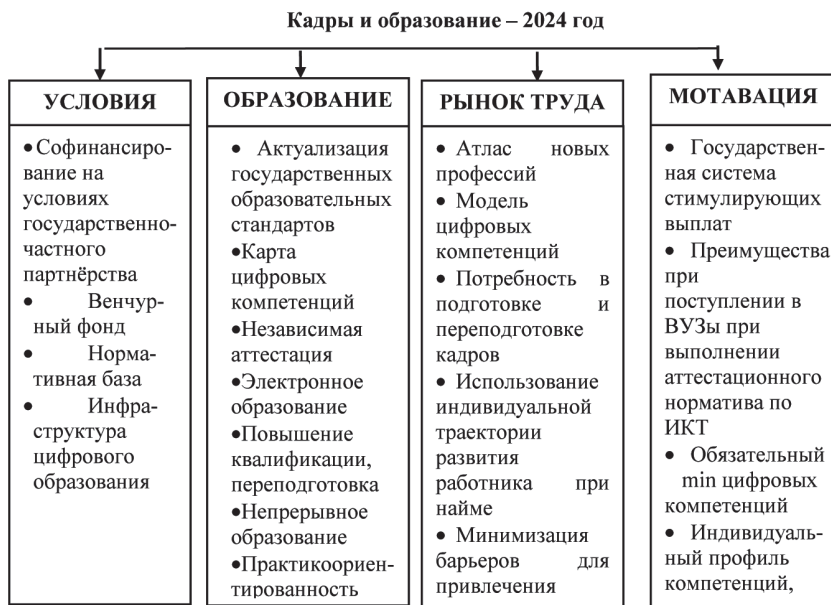 Кадры и образование – 2024 год
УСЛОВИЯ
• Софинансиро-
вание на
условиях
государственно-
частного
партнёрства
• Венчур-
ный фонд
• Норма-
тивная база
• Инфра-
структура
цифрового
образования
ОБРАЗОВАНИЕ
• Актуализация
государственных
образовательных
стандартов
•Карта
цифровых
компетенций
•Независимая
аттестация
•Электронное
образование
•Повышение
квалификации,
переподготовка
•Непрерывное
образование
•Практикоориен-
тированность
РЫНОК ТРУДА
• Атлас новых
профессий
• Модель
цифровых
компетенций
• Потребность в
подготовке и
переподготовке
кадров
• Использование
индивидуальной
траектории
развития
работника при
найме
• Минимизация
барьеров для
привлечения
МОТАВАЦИЯ
• Государствен-
ная система
стимулирующих
выплат
• Преимущества
при
поступлении в
ВУЗы при
выполнении
аттестационного
норматива по
ИКТ
• Обязательный
min цифровых
компетенций
• Индивидуаль-
ный профиль
компетенций,